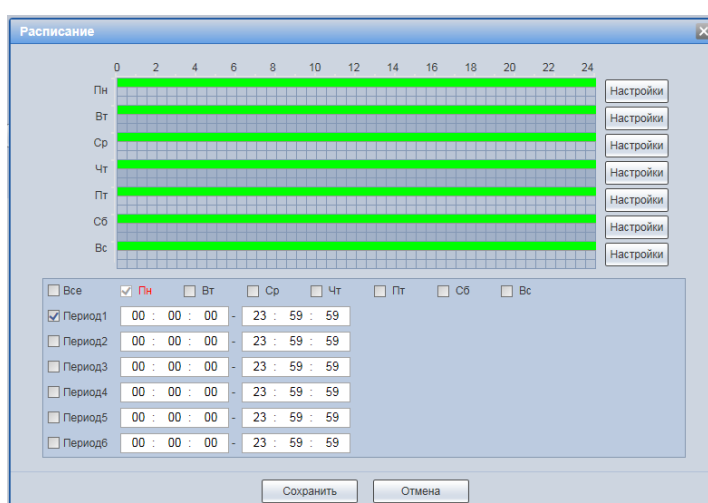 Расписание
0 2 4 6 8 10 12 14 16 18 20 22 24
Пн Настройки
Вт Настройки
Ср Настройки
Чт Настройки
Пт Настройки
Сб Настройки
Вс Настройки
Все Пн Вт Ср Чт Пт Сб Вс
Период1 00 : 00 : 00 - 23 : 59 : 59
Период2 00 : 00 : 00 - 23 : 59 : 59
Период3 00 : 00 : 00 - 23 : 59 : 59
Период4 00 : 00 : 00 - 23 : 59 : 59
Период5 00 : 00 : 00 - 23 : 59 : 59
Период6 00 : 00 : 00 - 23 : 59 : 59
Сохранить Отмена